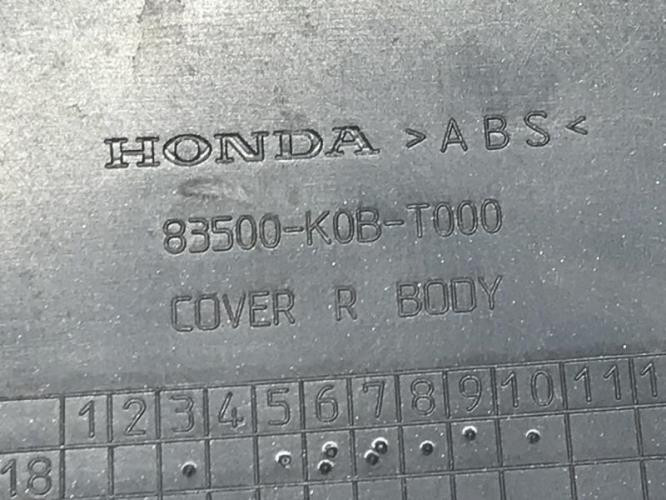 HONDA >ABS<
83500-K0B-T000
COVER R BODY
1 2 3 4 5 6 7 8 9 10 11 1
18